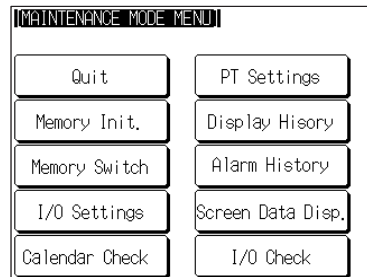 [MAINTENANCE MODE MENU]
Quit
PT Settings
Memory Init.
Display Hisory
Memory Switch
Alarm History
I/O Settings
Screen Data Disp.
Calendar Check
I/O Check